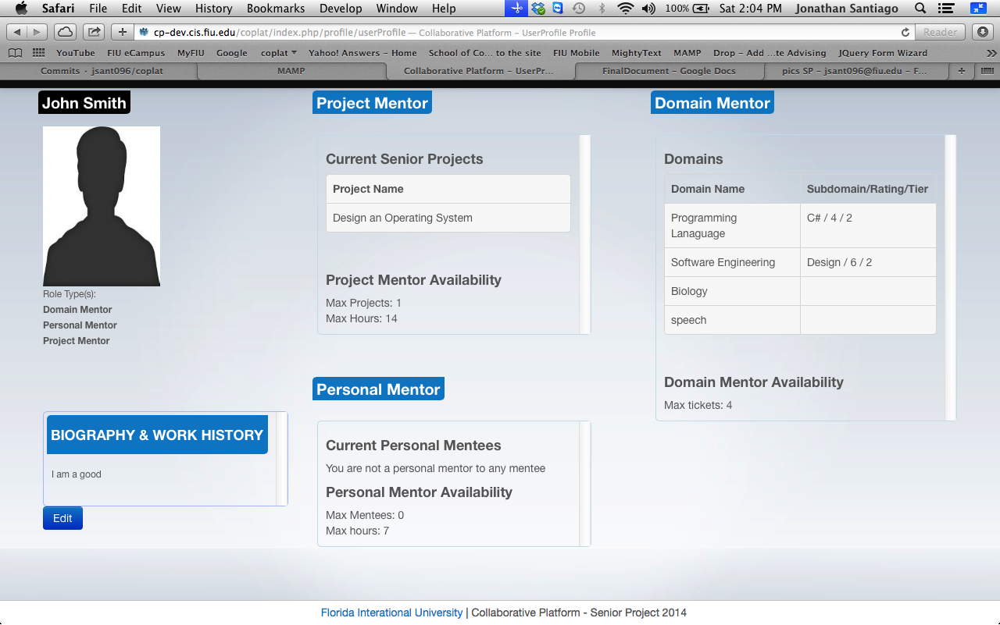 Safari File Edit View History Bookmarks Develop Window Help 100% Sat 2:04 PM Jonathan Santiago
cp-dev.cis.fiu.edu/coplat/index.php/profile/userProfile — Collaborative Platform – UserProfile Profile Reader
YouTube FIU eCampus MyFIU Google coplat Yahoo! Answers – Home School of Co... to the site FIU Mobile MightyText MAMP Drop – Add ...te Advising JQuery Form Wizard
Commits · jsant096/coplat MAMP Collaborative Platform – UserPr... FinalDocument – Google Docs pics SP – jsant096@fiu.edu – F...
John Smith
Role Type(s):
Domain Mentor
Personal Mentor
Project Mentor
BIOGRAPHY & WORK HISTORY
I am a good
Edit
Project Mentor
Current Senior Projects
Project Name
Design an Operating System
Project Mentor Availability
Max Projects: 1
Max Hours: 14
Personal Mentor
Current Personal Mentees
You are not a personal mentor to any mentee
Personal Mentor Availability
Max Mentees: 0
Max hours: 7
Domain Mentor
Domains
Domain Name Subdomain/Rating/Tier
Programming C# / 4 / 2
Lanaguage
Software Engineering Design / 6 / 2
Biology
speech
Domain Mentor Availability
Max tickets: 4
Florida Interational University | Collaborative Platform - Senior Project 2014